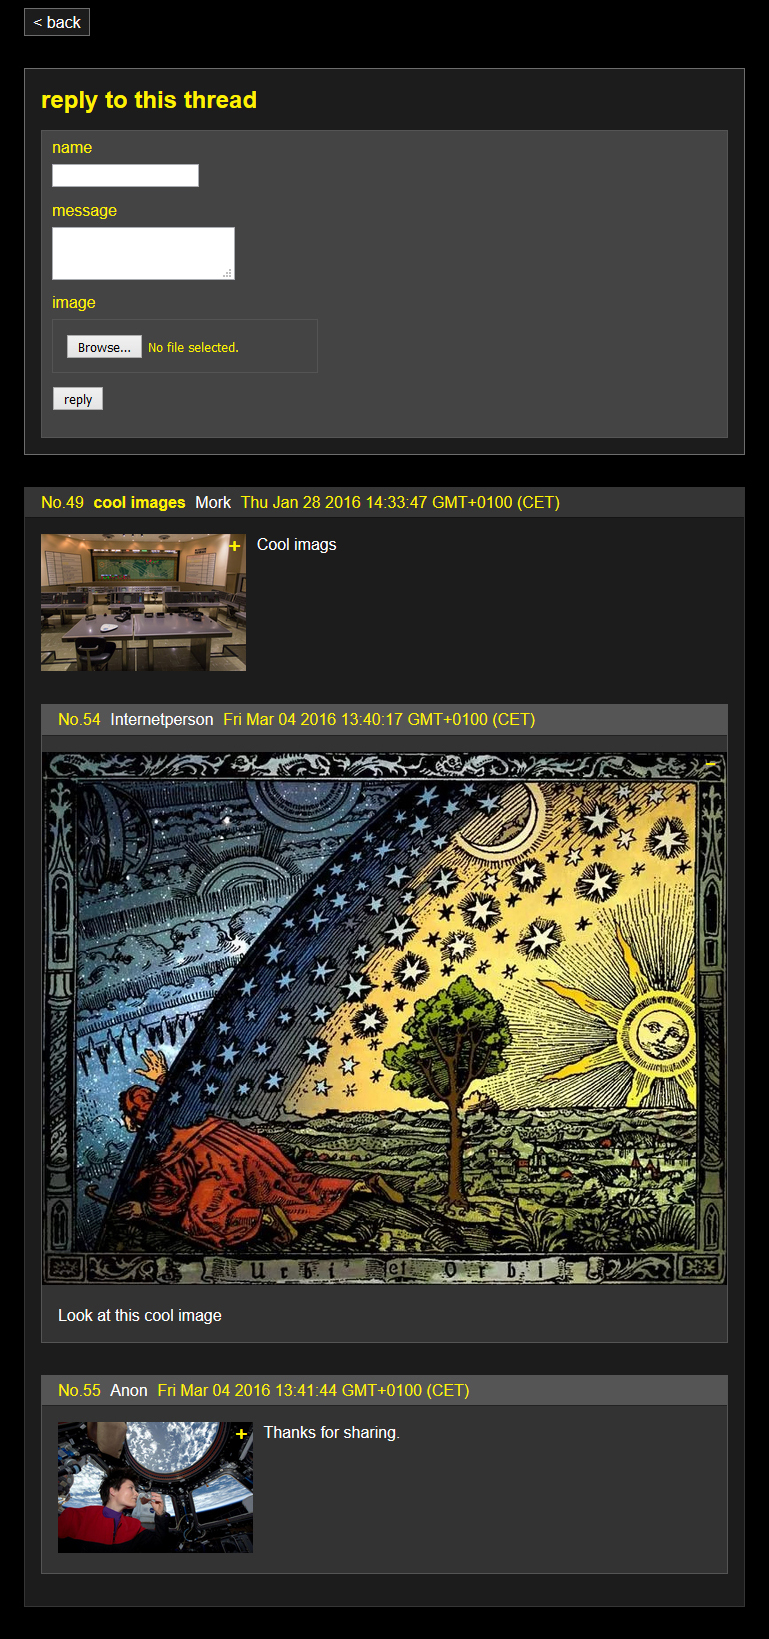 < back
reply to this thread
name
message
image
Browse... No file selected.
reply
No.49 cool images Mork Thu Jan 28 2016 14:33:47 GMT+0100 (CET)
+ Cool imags
No.54 Internetperson Fri Mar 04 2016 13:40:17 GMT+0100 (CET)
–
Urbi et Orbi
Look at this cool image
No.55 Anon Fri Mar 04 2016 13:41:44 GMT+0100 (CET)
+ Thanks for sharing.